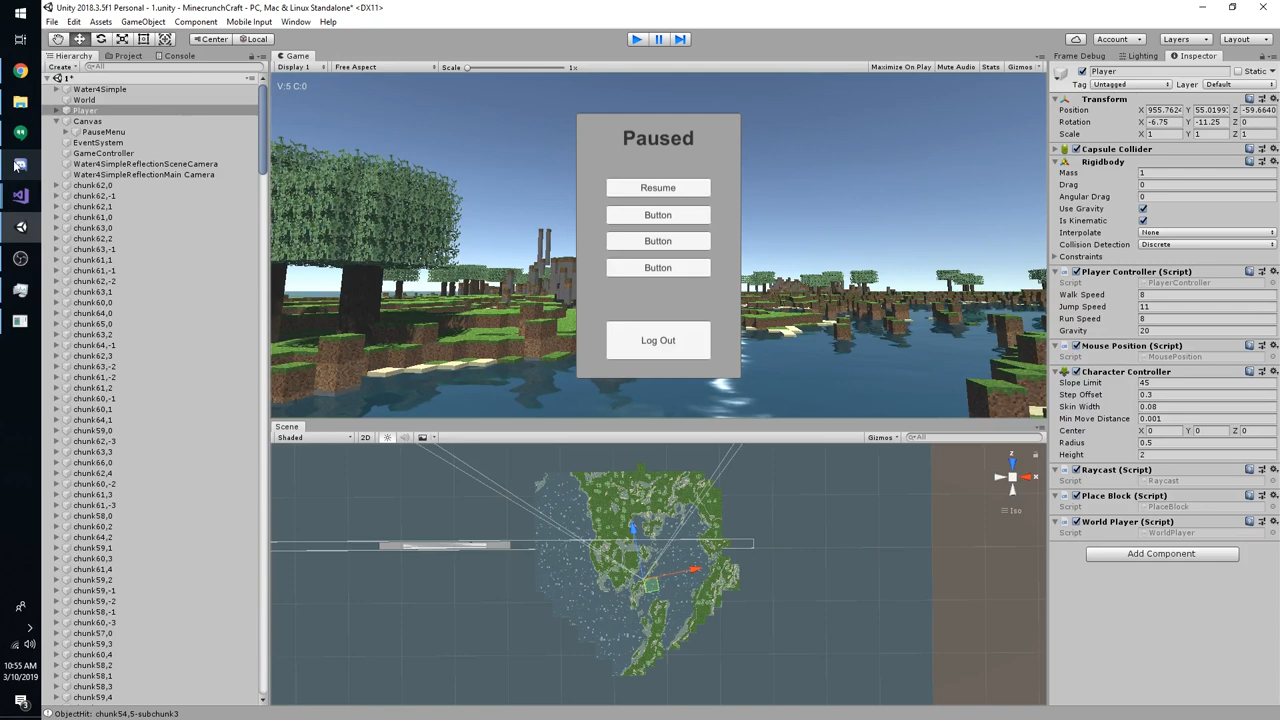 Unity 2018.3.5f1 Personal - 1.unity - MinecrunchCraft - PC, Mac & Linux Standalone* <DX11>
File Edit Assets GameObject Component Mobile Input Window Help
Center Local Account Layers Layout
Hierarchy Project Console
Create All
1*
Water4Simple
World
Player
Canvas
PauseMenu
EventSystem
GameController
Water4SimpleReflectionSceneCamera
Water4SimpleReflectionMain Camera
chunk62,0
chunk62,-1
chunk62,1
chunk61,0
chunk63,0
chunk62,2
chunk63,-1
chunk61,1
chunk61,-1
chunk62,-2
chunk63,1
chunk60,0
chunk64,0
chunk65,0
chunk63,2
chunk64,-1
chunk62,3
chunk63,-2
chunk61,-2
chunk61,2
chunk60,-1
chunk60,1
chunk64,1
chunk59,0
chunk62,-3
chunk63,3
chunk66,0
chunk62,4
chunk60,-2
chunk61,3
chunk61,-3
chunk58,0
chunk60,2
chunk64,2
chunk59,1
chunk60,3
chunk61,4
chunk59,2
chunk59,-1
chunk59,-2
chunk58,-1
chunk60,-3
chunk57,0
chunk59,3
chunk60,4
chunk58,2
chunk58,1
chunk58,3
chunk59,4
ObjectHit: chunk54,5-subchunk3
Game
Display 1 Free Aspect Scale 1x Maximize On Play Mute Audio Stats Gizmos
V:5 C:0
Paused
Resume
Button
Button
Button
Log Out
Scene
Shaded 2D Gizmos All
z
x
Iso
Frame Debug Lighting Inspector
Player Static
Tag Untagged Layer Default
Transform
Position X 955.762 Y 55.0199 Z -59.6640
Rotation X -6.75 Y -11.25 Z 0
Scale X 1 Y 1 Z 1
Capsule Collider
Rigidbody
Mass 1
Drag 0
Angular Drag 0
Use Gravity
Is Kinematic
Interpolate None
Collision Detection Discrete
Constraints
Player Controller (Script)
Script PlayerController
Walk Speed 8
Jump Speed 11
Run Speed 8
Gravity 20
Mouse Position (Script)
Script MousePosition
Character Controller
Slope Limit 45
Step Offset 0.3
Skin Width 0.08
Min Move Distance 0.001
Center X 0 Y 0 Z 0
Radius 0.5
Height 2
Raycast (Script)
Script Raycast
Place Block (Script)
Script PlaceBlock
World Player (Script)
Script WorldPlayer
Add Component
10:55 AM
3/10/2019
3